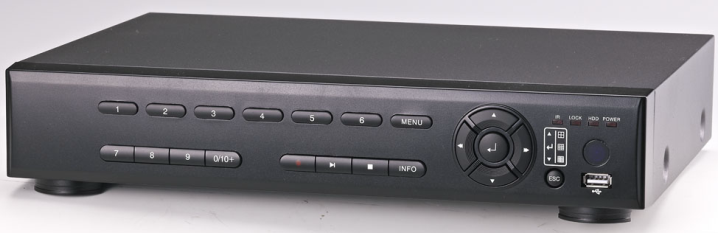 1 2 3 4 5 6 MENU
IR LOCK HDD POWER
7 8 9 0/10+ INFO
ESC